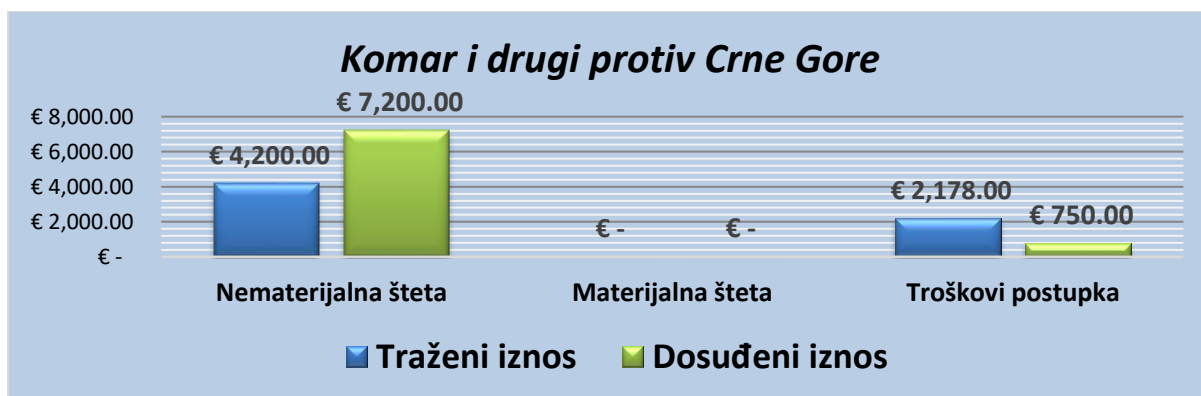 Komar i drugi protiv Crne Gore
€ 8,000.00
€ 6,000.00
€ 4,000.00
€ 2,000.00
€ -
€ 4,200.00
€ 7,200.00
€ -
€ -
€ 2,178.00
€ 750.00
Nematerijalna šteta
Materijalna šteta
Troškovi postupka
Traženi iznos
Dosuđeni iznos